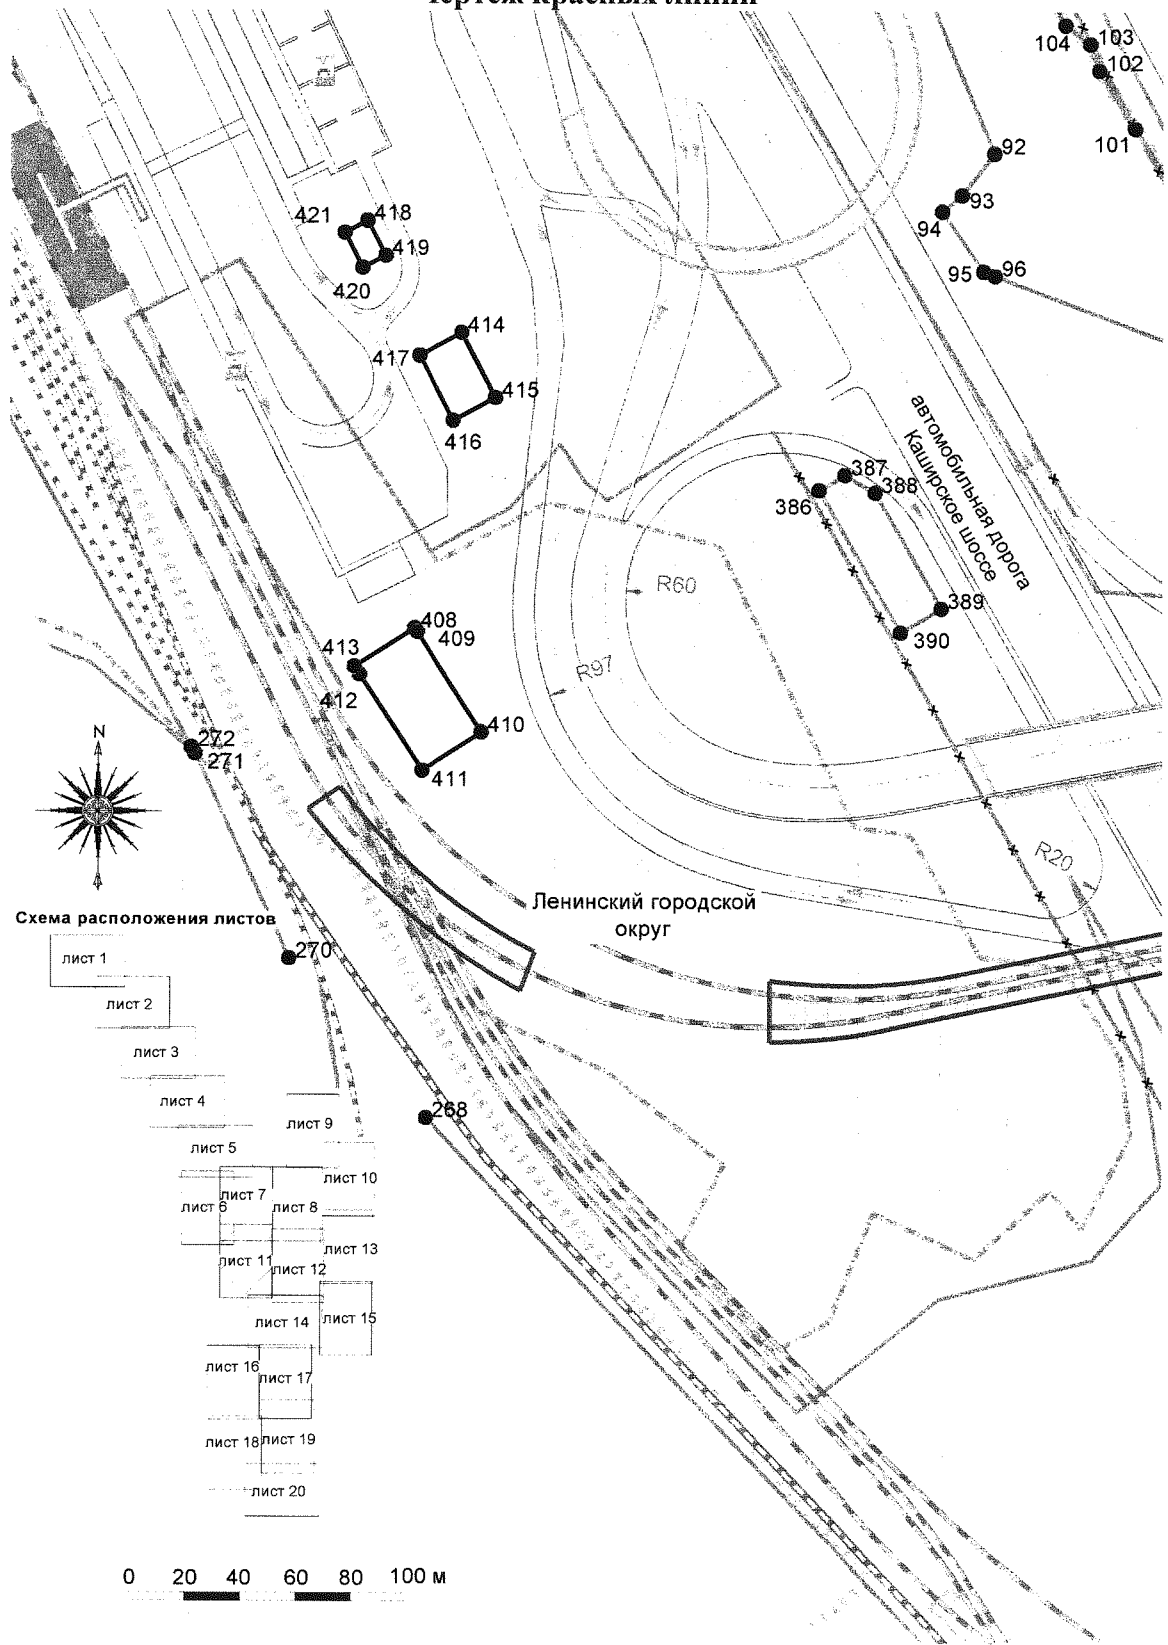 Чертеж красных линий
104
103
102
101
92
93
94
95
96
418
421
419
420
414
417
415
416
387
388
386
389
390
автомобильная дорога
Каширское шоссе
R60
R97
R20
408
409
413
412
410
411
272
271
N
Ленинский городской
округ
Схема расположения листов
270
268
лист 1
лист 2
лист 3
лист 4
лист 9
лист 5
лист 10
лист 7
лист 6
лист 8
лист 13
лист 11
лист 12
лист 15
лист 14
лист 16
лист 17
лист 18
лист 19
лист 20
0 20 40 60 80 100 м